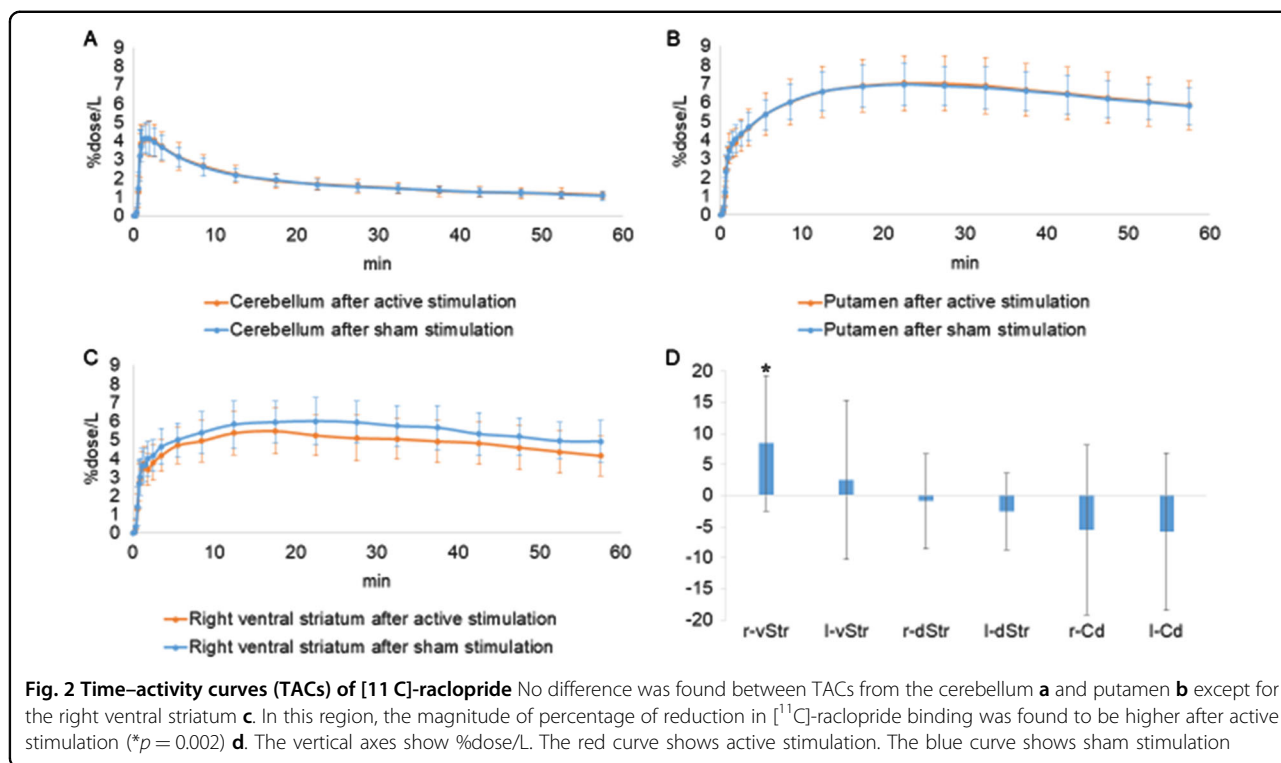 A
9
8
7
6
5
4
3
2
1
0
%dose/L
0 10 20 30 40 50 60
min
Cerebellum after active stimulation
Cerebellum after sham stimulation
B
9
8
7
6
5
4
3
2
1
0
%dose/L
0 10 20 30 40 50 60
min
Putamen after active stimulation
Putamen after sham stimulation
C
9
8
7
6
5
4
3
2
1
0
%dose/L
0 10 20 30 40 50 60
min
Right ventral striatum after active stimulation
Right ventral striatum after sham stimulation
D
20
15
10
5
0
-5
-10
-15
-20
*
r-vStr l-vStr r-dStr l-dStr r-Cd l-Cd
Fig. 2 Time–activity curves (TACs) of [11 C]-raclopride No difference was found between TACs from the cerebellum a and putamen b except for
the right ventral striatum c. In this region, the magnitude of percentage of reduction in [¹¹C]-raclopride binding was found to be higher after active
stimulation (*p = 0.002) d. The vertical axes show %dose/L. The red curve shows active stimulation. The blue curve shows sham stimulation